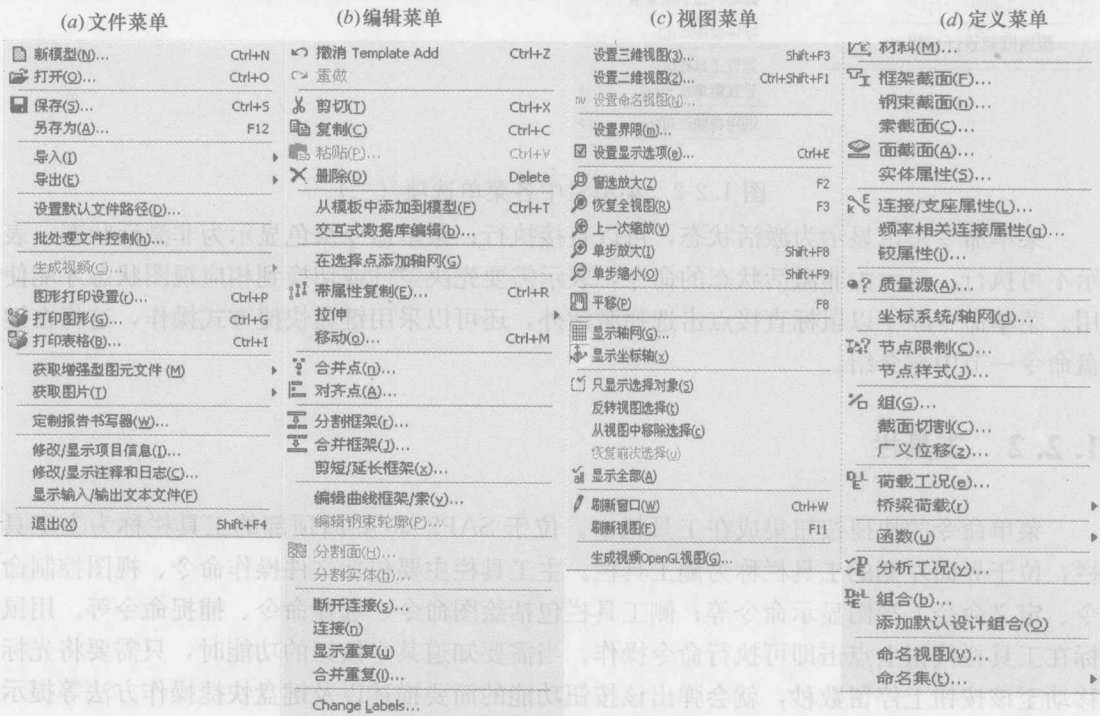 (a)文件菜单
新模型(N)... Ctrl+N
打开(O)... Ctrl+O
保存(S)... Ctrl+S
另存为(A)... F12
导入(I)
导出(E)
设置默认文件路径(D)...
批处理文件控制(h)...
生成视频(C)
图形打印设置(r)... Ctrl+P
打印图形(G)...
打印表格(B)... Ctrl+I
获取增强型图元文件 (M)
获取图片(T)
定制报告书写器(W)...
修改/显示项目信息(I)...
修改/显示注释和日志(C)...
显示输入/输出文本文件(F)
退出(X) Shift+F4
(b)编辑菜单
撤消 Template Add Ctrl+Z
重做
剪切(T) Ctrl+X
复制(C) Ctrl+C
粘贴(P)... Ctrl+V
删除(D) Delete
从模板中添加到模型(F) Ctrl+T
交互式数据库编辑(b)...
在选择点添加轴网(G)
带属性复制(E)... Ctrl+R
拉伸
移动(o)... Ctrl+M
合并点(n)...
对齐点(A)...
分割框架(r)...
合并框架(J)...
剪短/延长框架(x)...
编辑曲线框架/索(v)...
编辑钢束轮廓(P)...
分割面(H)...
分割实体(h)...
断开连接(s)...
连接(n)
显示重复(u)
合并重复(i)...
Change Labels...
(c)视图菜单
设置三维视图(3)... Shift+F3
设置二维视图(2)... Ctrl+Shift+F1
nv 设置命名视图(N)...
设置界限(m)...
设置显示选项(e)... Ctrl+E
窗选放大(Z) F2
恢复全视图(R) F3
上一次缩放(V)
单步放大(I) Shift+F8
单步缩小(O) Shift+F9
平移(P) F8
显示轴网(G)...
显示坐标轴(x)
只显示选择对象(S)
反转视图选择(t)
从视图中移除选择(c)
恢复前次选择(u)
显示全部(A)
刷新窗口(W) Ctrl+W
刷新视图(F) F11
生成视频OpenGL视图(G)...
(d)定义菜单
材料(M)...
框架截面(F)...
钢束截面(n)...
索截面(C)...
面截面(A)...
实体属性(S)...
连接/支座属性(L)...
频率相关连接属性(q)...
铰属性(i)...
质量源(A)...
坐标系统/轴网(d)...
节点限制(C)...
节点样式(J)...
组(G)...
截面切割(C)...
广义位移(z)...
荷载工况(e)...
桥梁荷载(r)
函数(u)
分析工况(v)...
组合(b)...
添加默认设计组合(O)
命名视图(V)...
命名集(t)...